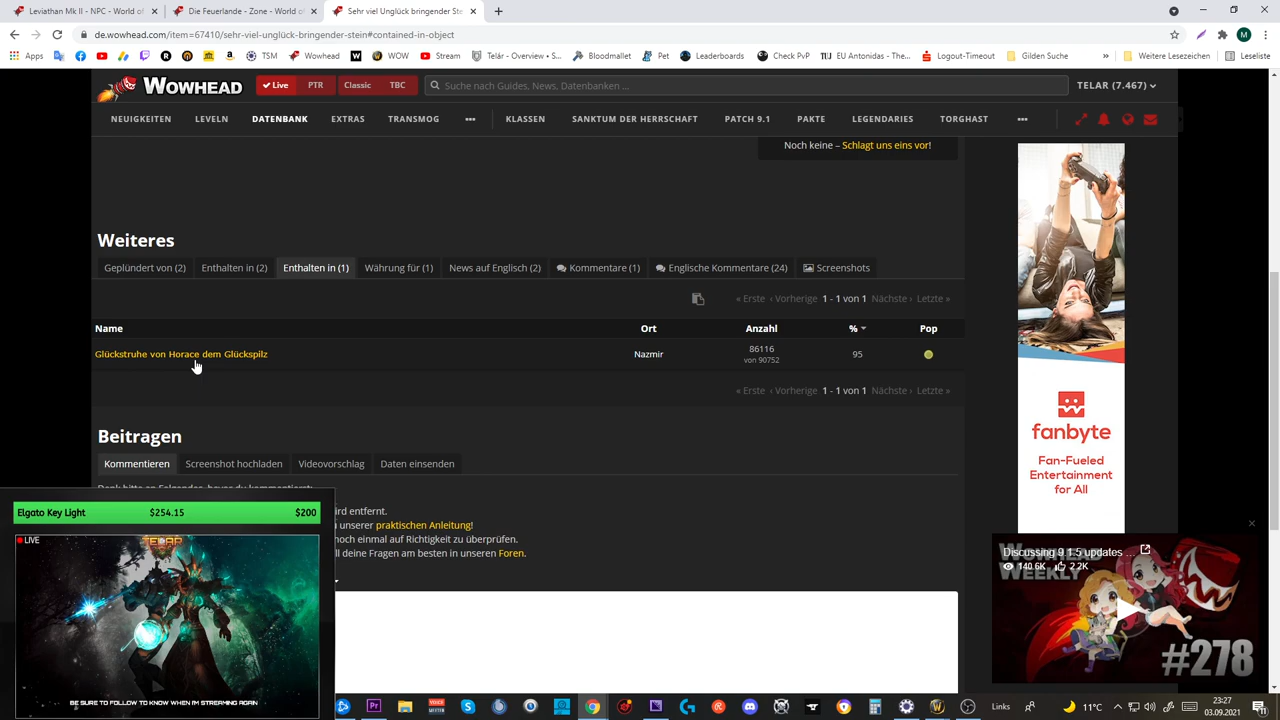 Leviathan Mk II - NPC - World of
Die Feuerlande - Zone - World of
Sehr viel Unglück bringender Ste
de.wowhead.com/item=67410/sehr-viel-unglück-bringender-stein#contained-in-object
Apps
TSM
Wowhead
WOW
Stream
Telár - Overview • S...
Bloodmallet
Pet
Leaderboards
Check PvP
EU Antonidas - The...
Logout-Timeout
Gilden Suche
»
Weitere Lesezeichen
Leseliste
WOWHEAD
Live
PTR
Classic
TBC
Suche nach Guides, News, Datenbanken ...
TELAR (7.467)
NEUIGKEITEN
LEVELN
DATENBANK
EXTRAS
TRANSMOG
•••
KLASSEN
SANKTUM DER HERRSCHAFT
PATCH 9.1
PAKTE
LEGENDARIES
TORGHAST
•••
Noch keine – Schlagt uns eins vor!
Weiteres
Geplündert von (2)
Enthalten in (2)
Enthalten in (1)
Währung für (1)
News auf Englisch (2)
Kommentare (1)
Englische Kommentare (24)
Screenshots
« Erste ‹ Vorherige 1 - 1 von 1 Nächste › Letzte »
Name
Ort
Anzahl
%
Pop
Glückstruhe von Horace dem Glückspilz
Nazmir
86116
von 90752
95
« Erste ‹ Vorherige 1 - 1 von 1 Nächste › Letzte »
Beitragen
Kommentieren
Screenshot hochladen
Videovorschlag
Daten einsenden
ird entfernt.
unserer praktischen Anleitung!
noch einmal auf Richtigkeit zu überprüfen.
ll deine Fragen am besten in unseren Foren.
fanbyte
Fan-Fueled
Entertainment
for All
Discussing 9.1.5 updates ...
140.6K
2.2K
WOWHEAD
WEEKLY
#278
Elgato Key Light
$254.15
$200
LIVE
TELAR
BE SURE TO FOLLOW TO KNOW WHEN I'M STREAMING AGAIN
Links
11°C
23:27
03.09.2021